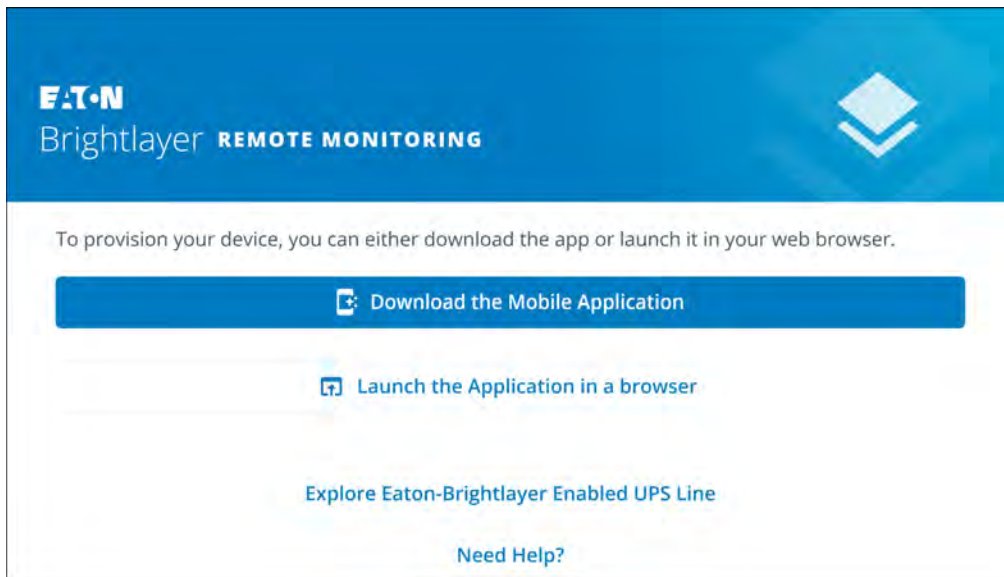 EATON
Brightlayer REMOTE MONITORING
To provision your device, you can either download the app or launch it in your web browser.
Download the Mobile Application
Launch the Application in a browser
Explore Eaton-Brightlayer Enabled UPS Line
Need Help?